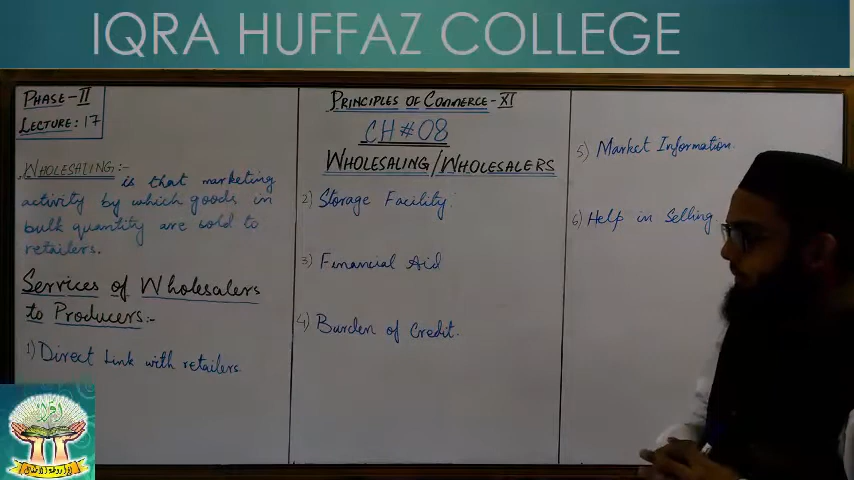 IQRA HUFFAZ COLLEGE
PHASE-II
LECTURE: 17
WHOLESALING:-
is that marketing
activity by which goods in
bulk quantity are sold to
retailers.
Services of Wholesalers
to Producers:-
1) Direct Link with retailers.
PRINCIPLES OF COMMERCE-XI
CH # 08
WHOLESALING/WHOLESALERS
2) Storage Facility:
3) Financial Aid
4) Burden of Credit.
5) Market Information.
6) Help in Selling.